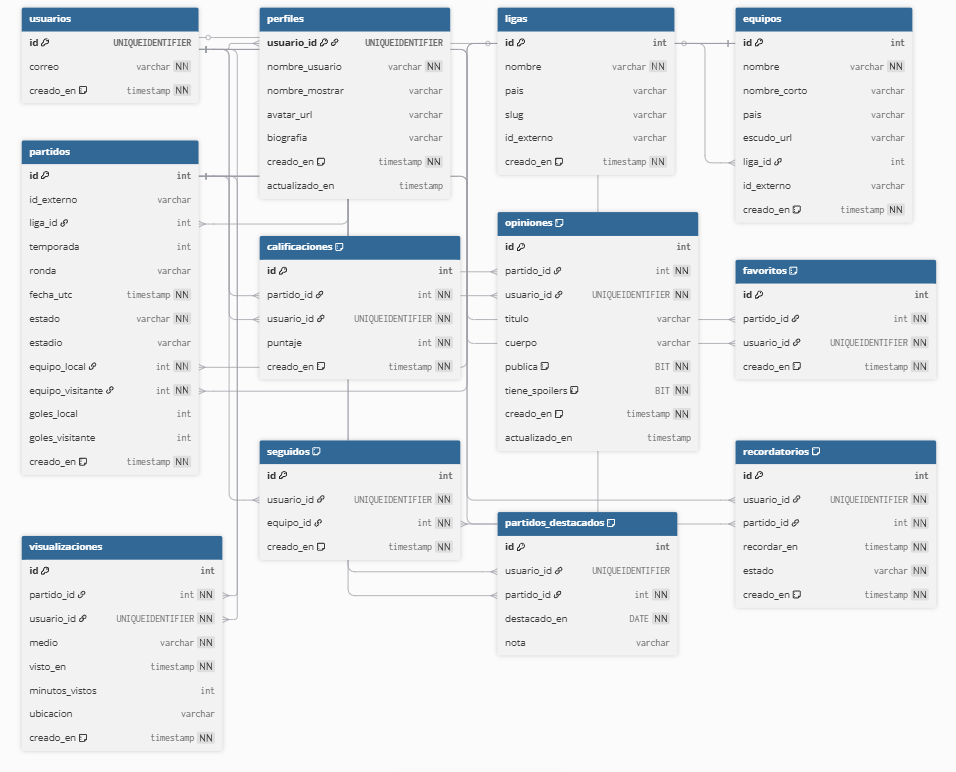 usuarios
id UNIQUEIDENTIFIER
correo varchar NN
creado_en timestamp NN
perfiles
usuario_id UNIQUEIDENTIFIER
nombre_usuario varchar NN
nombre_mostrar varchar
avatar_url varchar
biografia varchar
creado_en timestamp NN
actualizado_en timestamp
ligas
id int
nombre varchar NN
pais varchar
slug varchar
id_externo varchar
creado_en timestamp NN
equipos
id int
nombre varchar NN
nombre_corto varchar
pais varchar
escudo_url varchar
liga_id int
id_externo varchar
creado_en timestamp NN
partidos
id int
id_externo varchar
liga_id int
temporada int
ronda varchar
fecha_utc timestamp NN
estado varchar NN
estadio varchar
equipo_local int NN
equipo_visitante int NN
goles_local int
goles_visitante int
creado_en timestamp NN
calificaciones
id int
partido_id int NN
usuario_id UNIQUEIDENTIFIER NN
puntaje int NN
creado_en timestamp NN
opiniones
id int
partido_id int NN
usuario_id UNIQUEIDENTIFIER NN
titulo varchar
cuerpo varchar
publica BIT NN
tiene_spoilers BIT NN
creado_en timestamp NN
actualizado_en timestamp
favoritos
id int
partido_id int NN
usuario_id UNIQUEIDENTIFIER NN
creado_en timestamp NN
seguidos
id int
usuario_id UNIQUEIDENTIFIER NN
equipo_id int NN
creado_en timestamp NN
recordatorios
id int
usuario_id UNIQUEIDENTIFIER NN
partido_id int NN
recordar_en timestamp NN
estado varchar NN
creado_en timestamp NN
partidos_destacados
id int
usuario_id UNIQUEIDENTIFIER
partido_id int NN
destacado_en DATE NN
nota varchar
visualizaciones
id int
partido_id int NN
usuario_id UNIQUEIDENTIFIER NN
medio varchar NN
visto_en timestamp NN
minutos_vistos int
ubicacion varchar
creado_en timestamp NN